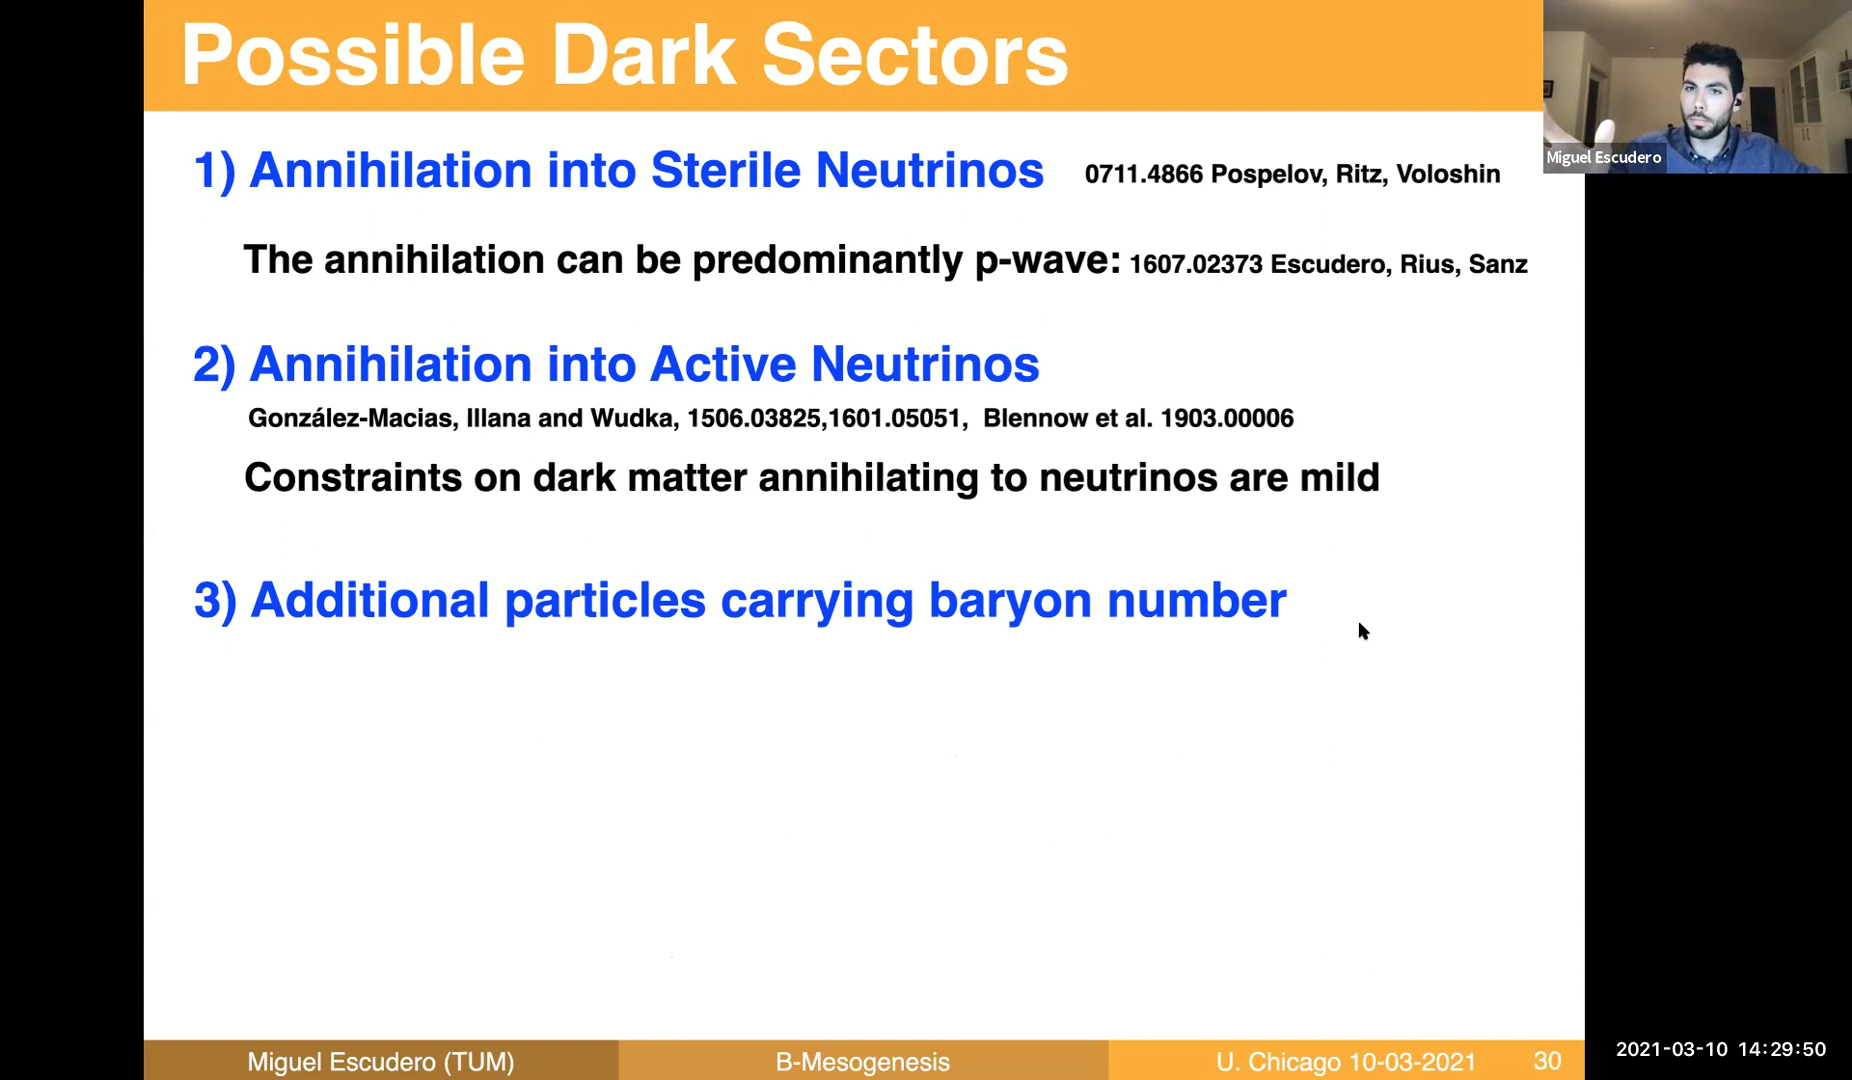 Possible Dark Sectors
Miguel Escudero
1) Annihilation into Sterile Neutrinos 0711.4866 Pospelov, Ritz, Voloshin
The annihilation can be predominantly p-wave: 1607.02373 Escudero, Rius, Sanz
2) Annihilation into Active Neutrinos
González-Macias, Illana and Wudka, 1506.03825,1601.05051, Blennow et al. 1903.00006
Constraints on dark matter annihilating to neutrinos are mild
3) Additional particles carrying baryon number
Miguel Escudero (TUM) B-Mesogenesis U. Chicago 10-03-2021 30
2021-03-10 14:29:50